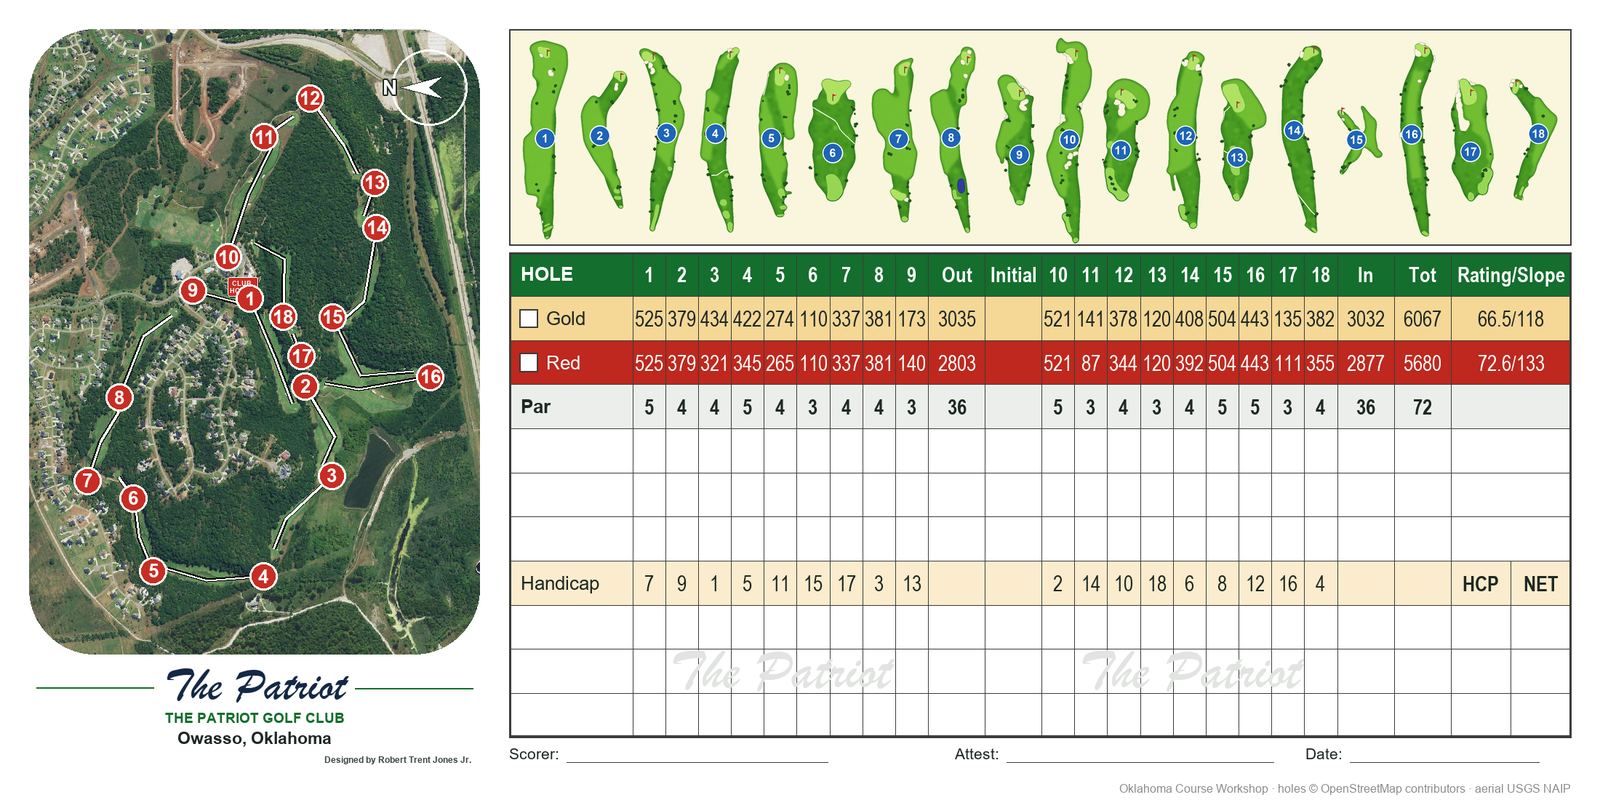 N
12
11
13
14
10
9
CLUB
1
18
15
17
2
16
8
3
7
6
5
4
The Patriot
THE PATRIOT GOLF CLUB
Owasso, Oklahoma
Designed by Robert Trent Jones Jr.
1 2 3 4 5 6 7 8 9 10 11 12 13 14 15 16 17 18
HOLE 1 2 3 4 5 6 7 8 9 Out Initial 10 11 12 13 14 15 16 17 18 In Tot Rating/Slope
Gold 525 379 434 422 274 110 337 381 173 3035 521 141 378 120 408 504 443 135 382 3032 6067 66.5/118
Red 525 379 321 345 265 110 337 381 140 2803 521 87 344 120 392 504 443 111 355 2877 5680 72.6/133
Par 5 4 4 5 4 3 4 4 3 36 5 3 4 3 4 5 5 3 4 36 72
Handicap 7 9 1 5 11 15 17 3 13 2 14 10 18 6 8 12 16 4 HCP NET
The Patriot The Patriot
Scorer: Attest: Date:
Oklahoma Course Workshop · holes © OpenStreetMap contributors · aerial USGS NAIP